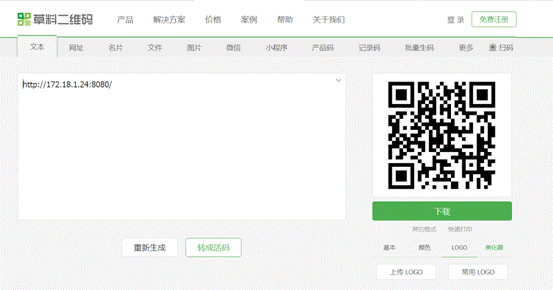 草料二维码 产品 解决方案 价格 案例 帮助 关于我们 登录 免费注册
文本 网址 名片 文件 图片 微信 小程序 产品码 记录码 批量生码 更多 扫码
http://172.18.1.24:8080/
下载
其它格式 快速打印
重新生成 转成活码
基本 颜色 LOGO 美化器
上传 LOGO 常用 LOGO